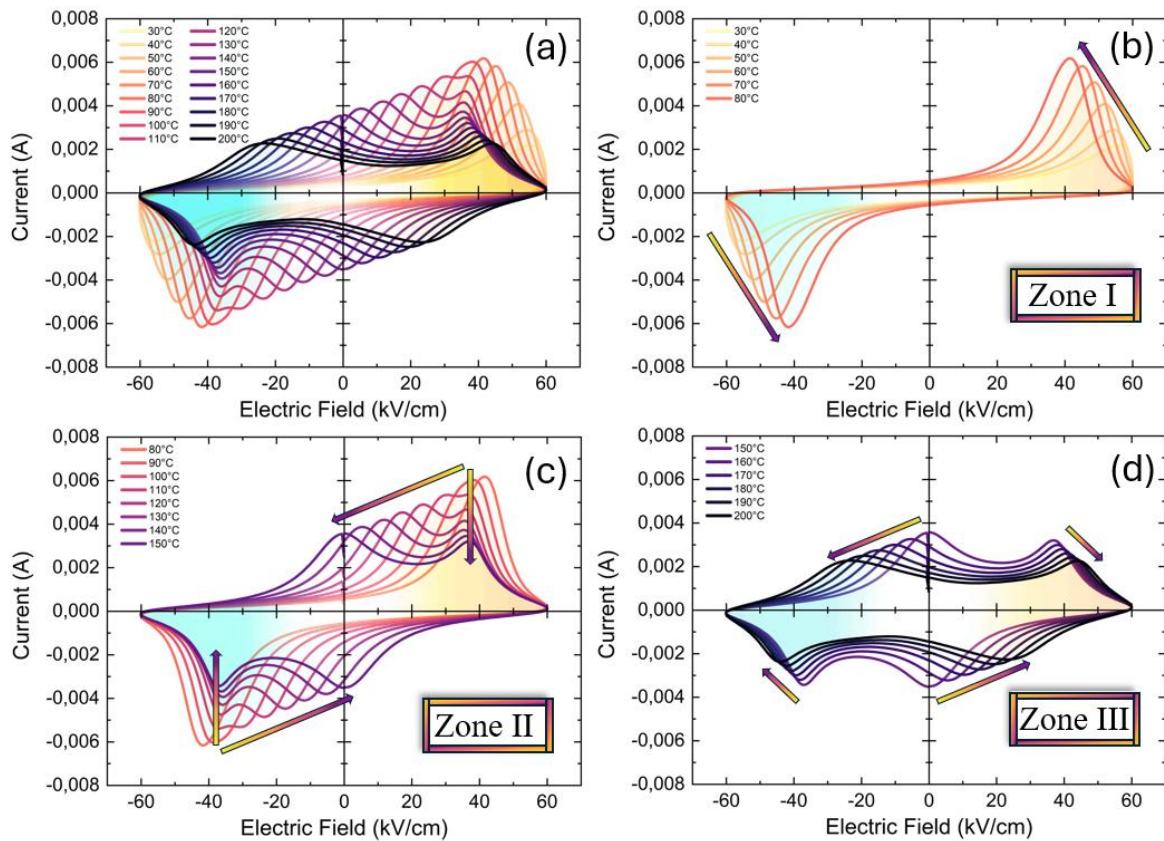 (a)
0,008
0,006
0,004
0,002
0,000
-0,002
-0,004
-0,006
-0,008
Current (A)
30°C
40°C
50°C
60°C
70°C
80°C
90°C
100°C
110°C
120°C
130°C
140°C
150°C
160°C
170°C
180°C
190°C
200°C
-60 -40 -20 0 20 40 60
Electric Field (kV/cm)
(b)
0,008
0,006
0,004
0,002
0,000
-0,002
-0,004
-0,006
-0,008
Current (A)
30°C
40°C
50°C
60°C
70°C
80°C
Zone I
-60 -40 -20 0 20 40 60
Electric Field (kV/cm)
(c)
0,008
0,006
0,004
0,002
0,000
-0,002
-0,004
-0,006
-0,008
Current (A)
80°C
90°C
100°C
110°C
120°C
130°C
140°C
150°C
Zone II
-60 -40 -20 0 20 40 60
Electric Field (kV/cm)
(d)
0,008
0,006
0,004
0,002
0,000
-0,002
-0,004
-0,006
-0,008
Current (A)
150°C
160°C
170°C
180°C
190°C
200°C
Zone III
-60 -40 -20 0 20 40 60
Electric Field (kV/cm)